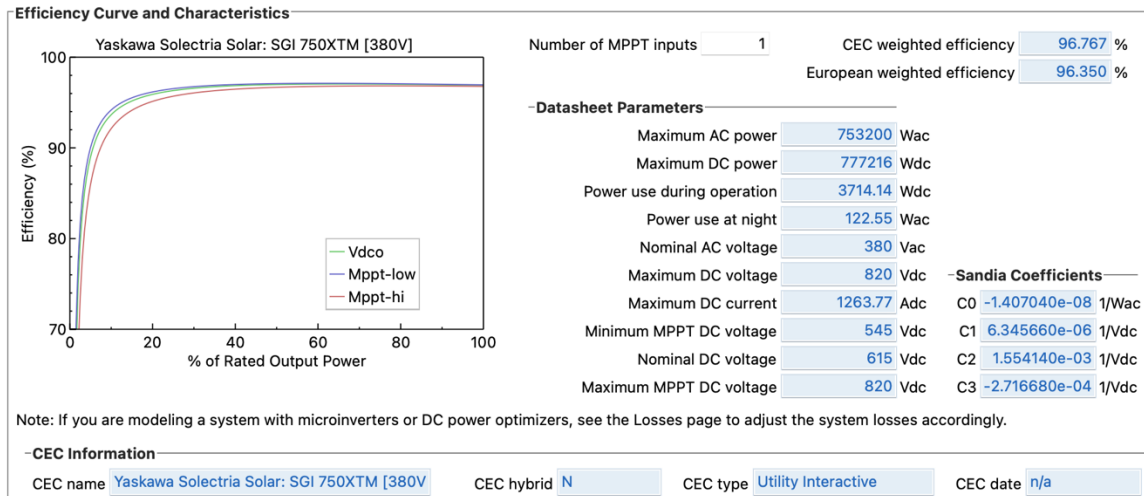 Efficiency Curve and Characteristics
Yaskawa Solectria Solar: SGI 750XTM [380V]
100
90
80
70
Efficiency (%)
Vdco
Mppt-low
Mppt-hi
0 20 40 60 80 100
% of Rated Output Power
Number of MPPT inputs 1
CEC weighted efficiency 96.767 %
European weighted efficiency 96.350 %
Datasheet Parameters
Maximum AC power 753200 Wac
Maximum DC power 777216 Wdc
Power use during operation 3714.14 Wdc
Power use at night 122.55 Wac
Nominal AC voltage 380 Vac
Maximum DC voltage 820 Vdc
Maximum DC current 1263.77 Adc
Minimum MPPT DC voltage 545 Vdc
Nominal DC voltage 615 Vdc
Maximum MPPT DC voltage 820 Vdc
Sandia Coefficients
C0 -1.407040e-08 1/Wac
C1 6.345660e-06 1/Vdc
C2 1.554140e-03 1/Vdc
C3 -2.716680e-04 1/Vdc
Note: If you are modeling a system with microinverters or DC power optimizers, see the Losses page to adjust the system losses accordingly.
CEC Information
CEC name Yaskawa Solectria Solar: SGI 750XTM [380V CEC hybrid N CEC type Utility Interactive CEC date n/a